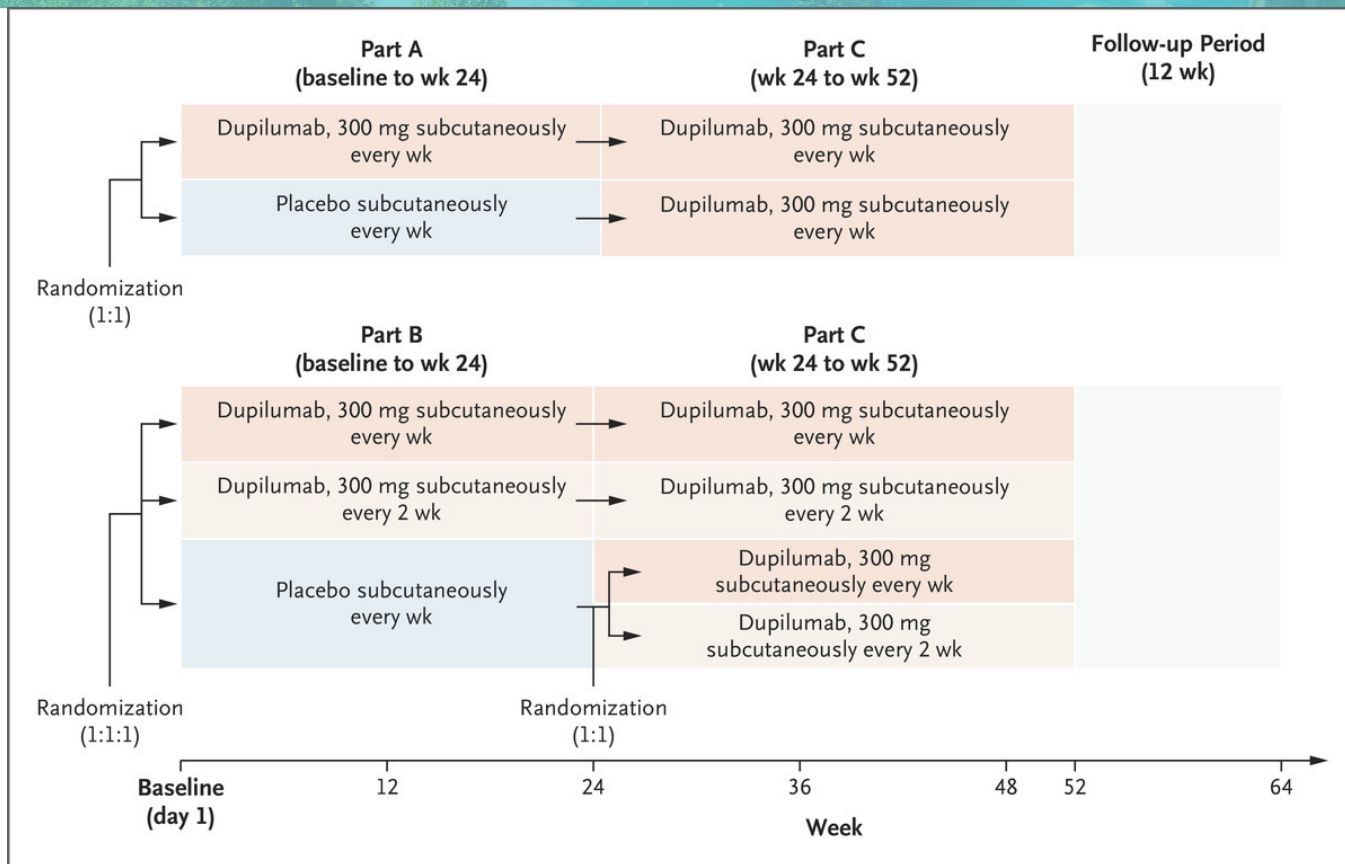 Part A
(baseline to wk 24)
Part C
(wk 24 to wk 52)
Follow-up Period
(12 wk)
Dupilumab, 300 mg subcutaneously
every wk
Dupilumab, 300 mg subcutaneously
every wk
Placebo subcutaneously
every wk
Dupilumab, 300 mg subcutaneously
every wk
Randomization
(1:1)
Part B
(baseline to wk 24)
Part C
(wk 24 to wk 52)
Dupilumab, 300 mg subcutaneously
every wk
Dupilumab, 300 mg subcutaneously
every wk
Dupilumab, 300 mg subcutaneously
every 2 wk
Dupilumab, 300 mg subcutaneously
every 2 wk
Placebo subcutaneously
every wk
Dupilumab, 300 mg
subcutaneously every wk
Dupilumab, 300 mg
subcutaneously every 2 wk
Randomization
(1:1:1)
Randomization
(1:1)
Baseline
(day 1)
12
24
36
48
52
64
Week